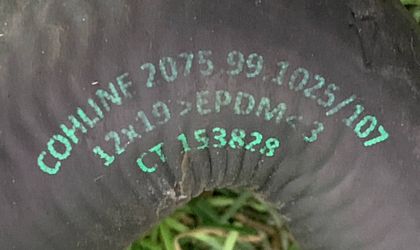 COHLINE 2075.99.1025/107
12x19 >EPDM< 3
CT 153828